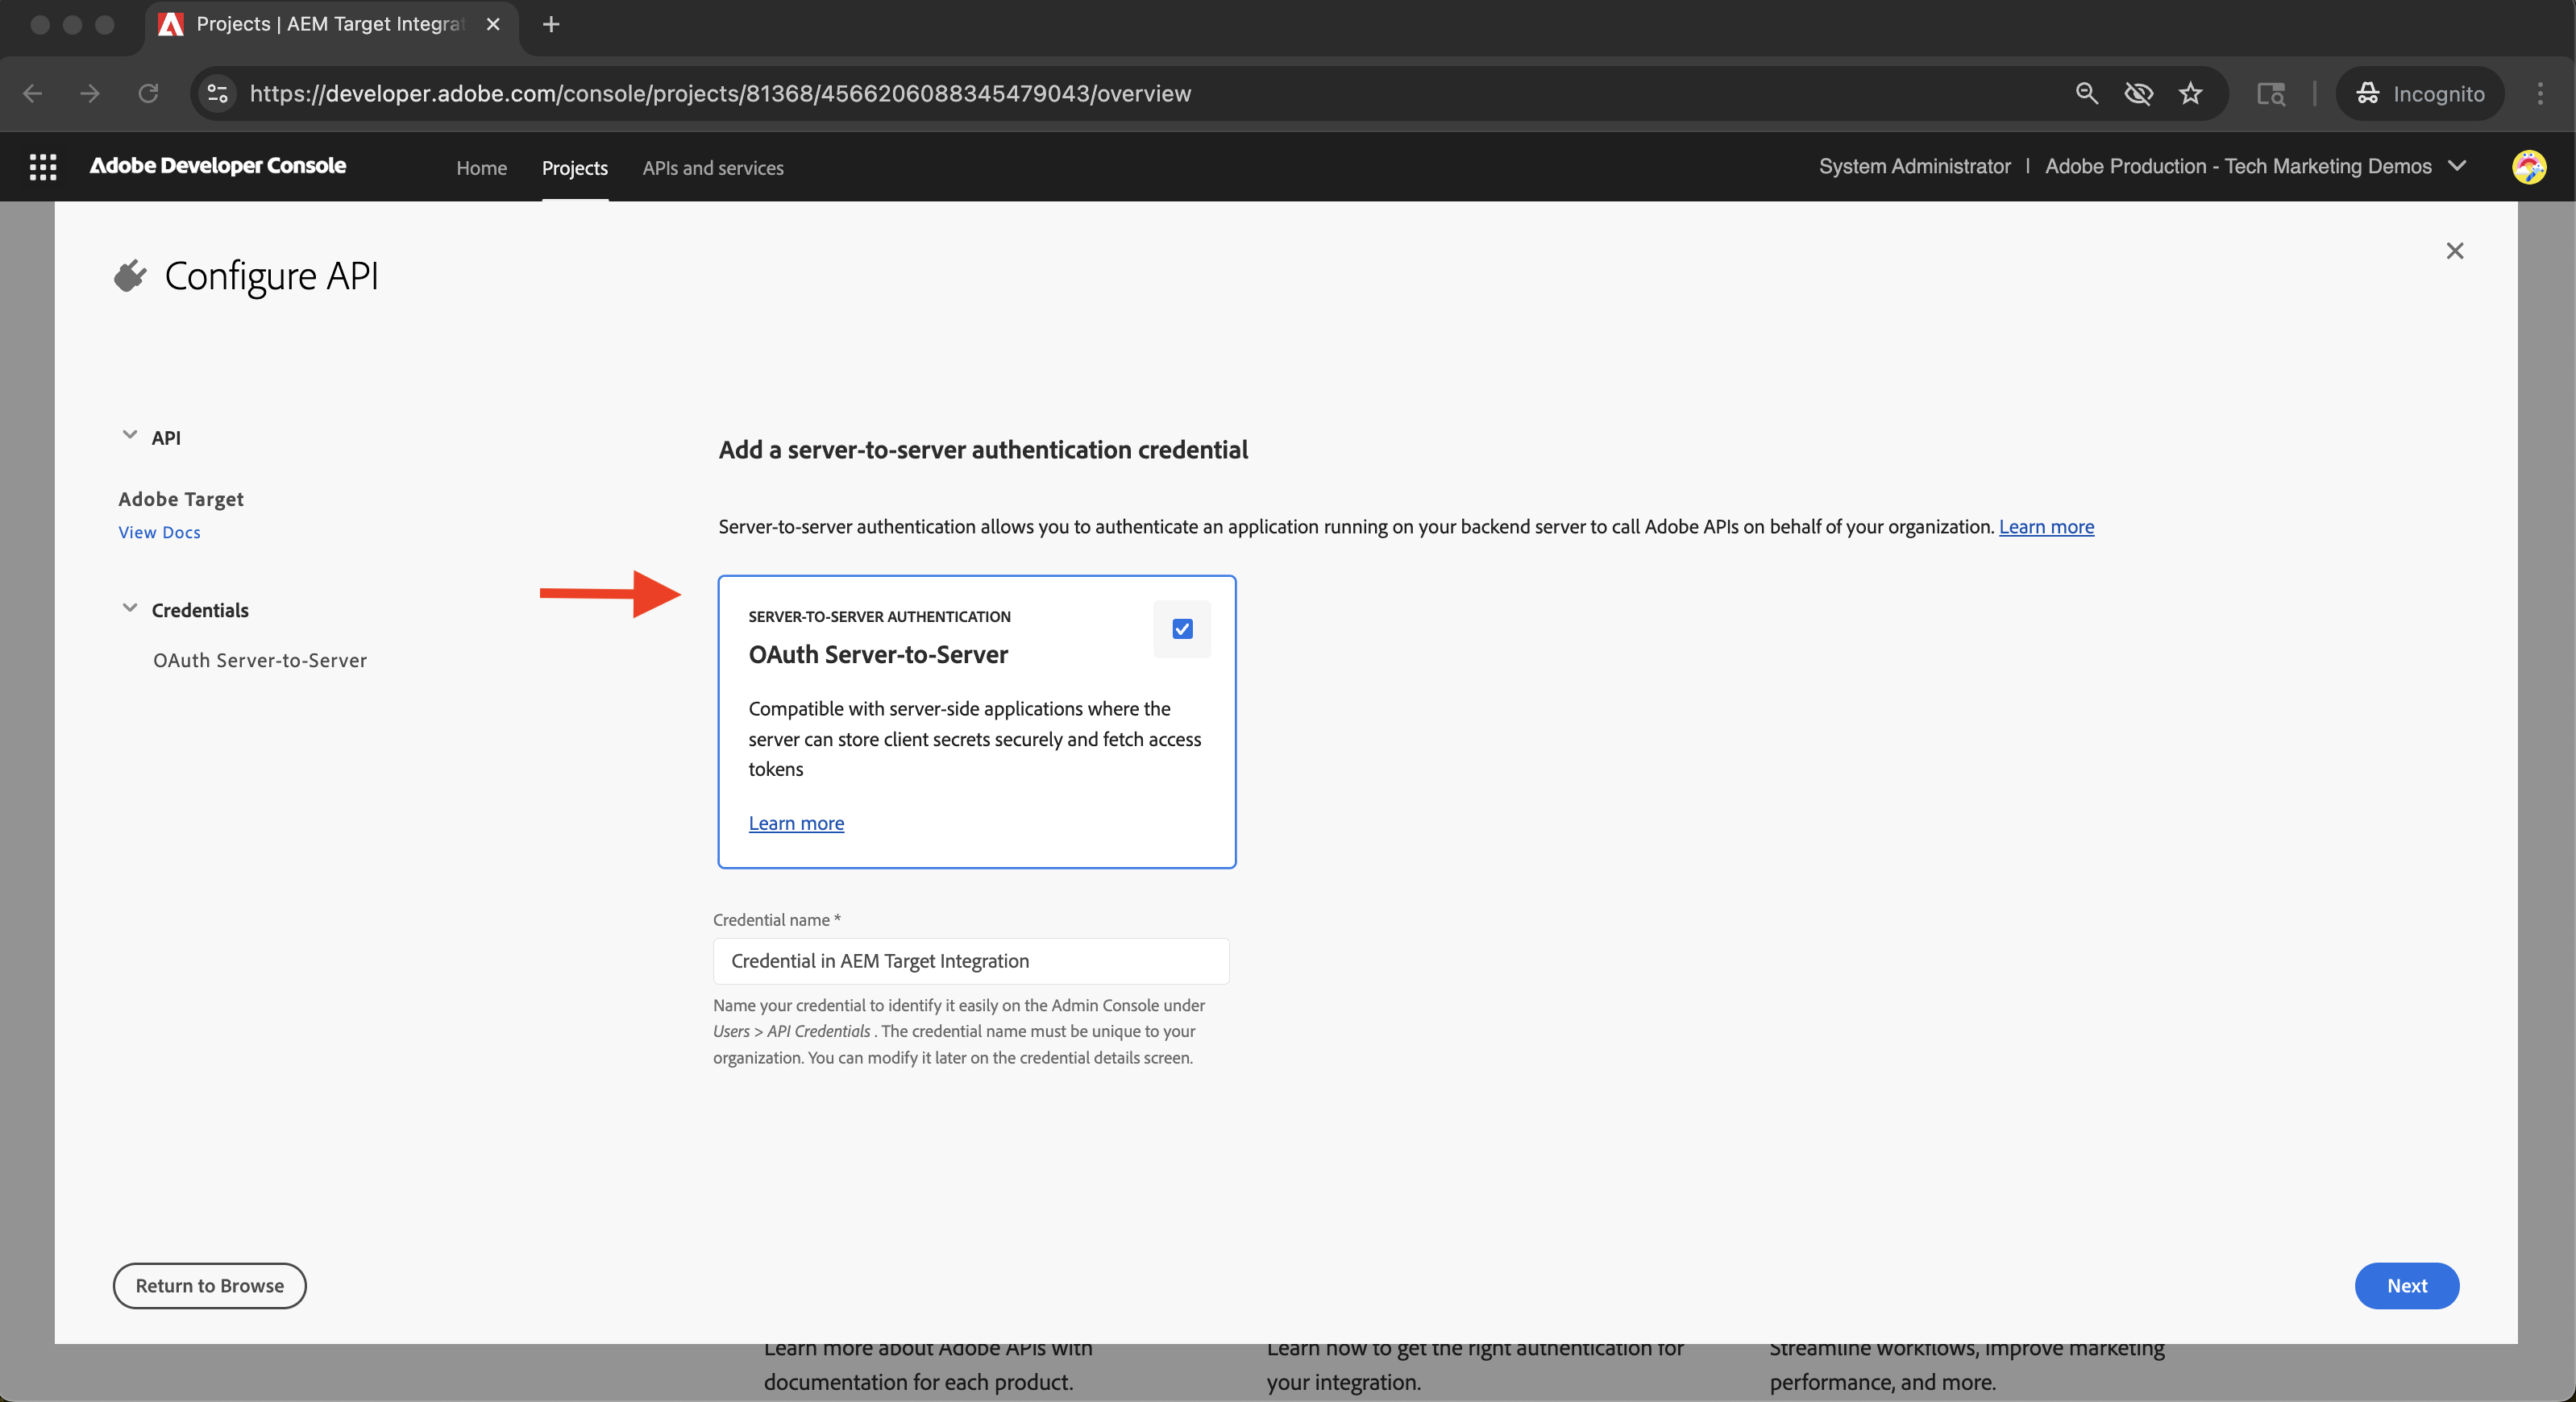 Projects | AEM Target Integrat
https://developer.adobe.com/console/projects/81368/4566206088345479043/overview
Incognito
Adobe Developer Console
Home
Projects
APIs and services
System Administrator | Adobe Production - Tech Marketing Demos
Configure API
API
Adobe Target
View Docs
Credentials
OAuth Server-to-Server
Add a server-to-server authentication credential
Server-to-server authentication allows you to authenticate an application running on your backend server to call Adobe APIs on behalf of your organization. Learn more
SERVER-TO-SERVER AUTHENTICATION
OAuth Server-to-Server
Compatible with server-side applications where the
server can store client secrets securely and fetch access
tokens
Learn more
Credential name *
Credential in AEM Target Integration
Name your credential to identify it easily on the Admin Console under
Users > API Credentials . The credential name must be unique to your
organization. You can modify it later on the credential details screen.
Return to Browse
Next
Learn more about Adobe APIs with
documentation for each product.
Learn how to get the right authentication for
your integration.
Streamline workflows, improve marketing
performance, and more.